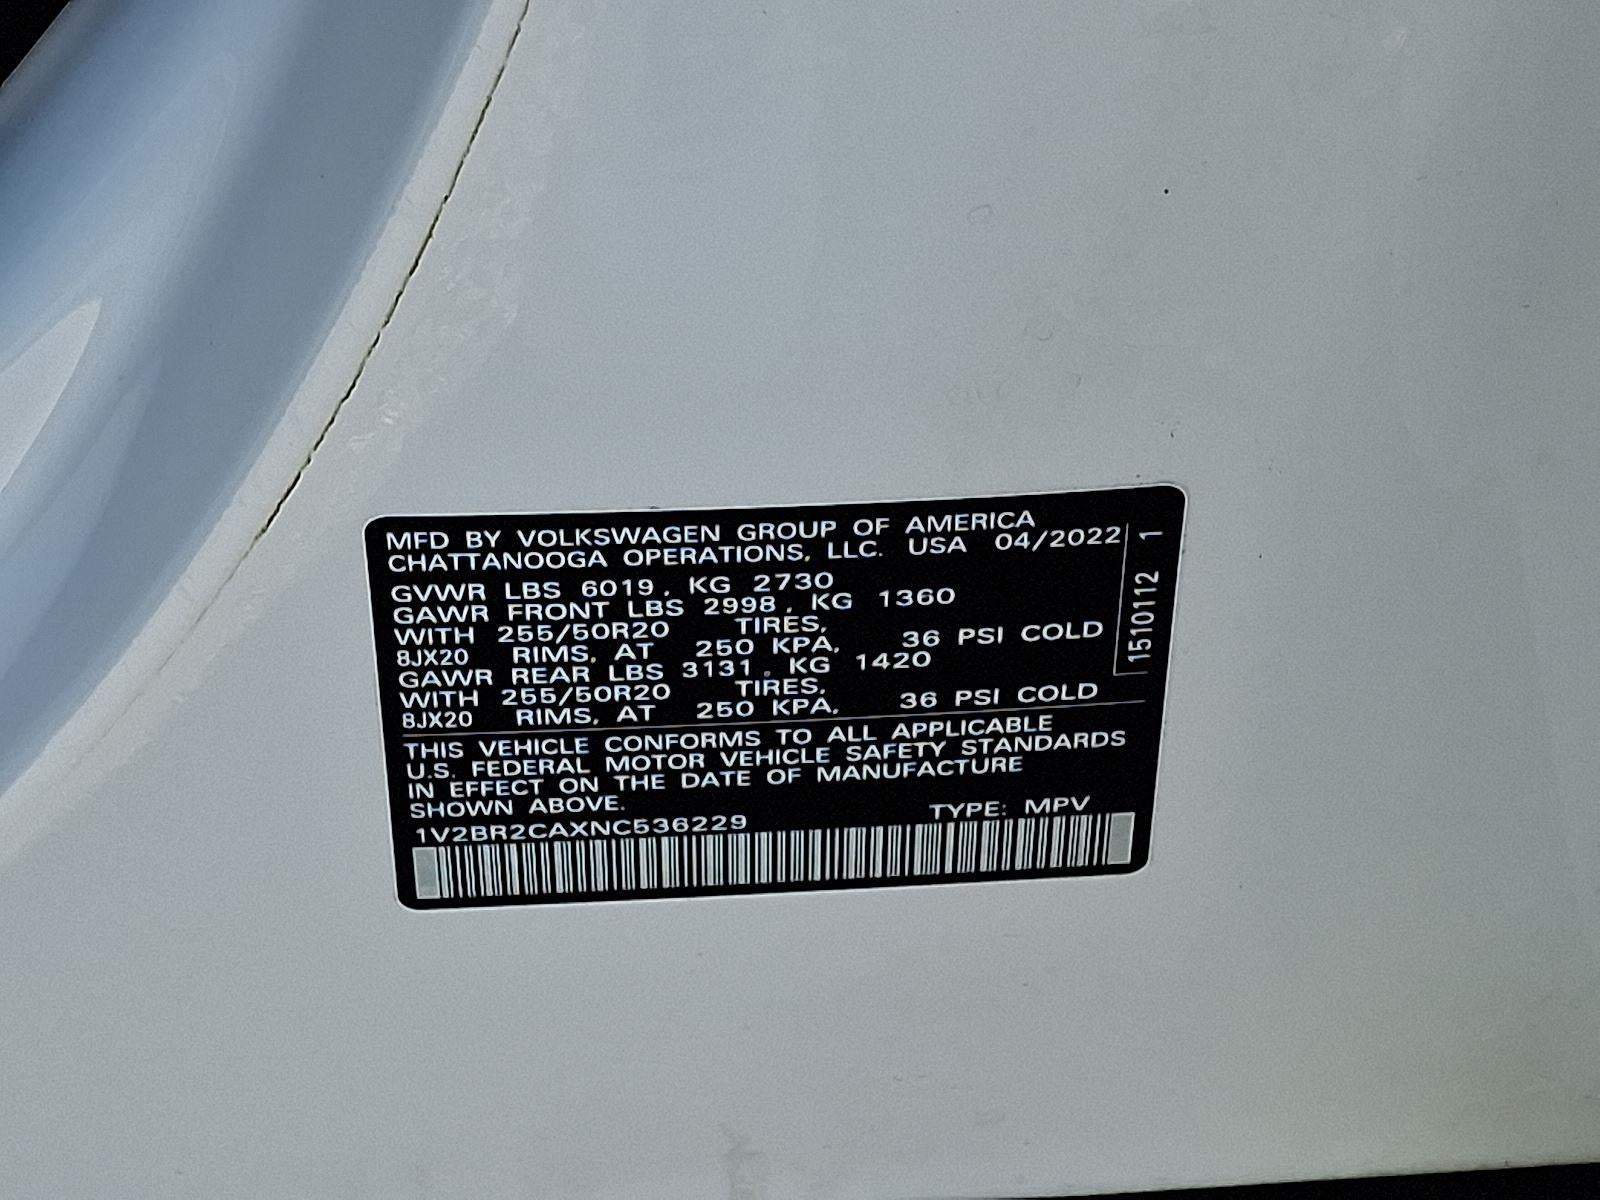 MFD BY VOLKSWAGEN GROUP OF AMERICA
CHATTANOOGA OPERATIONS, LLC. USA 04/2022
GVWR LBS 6019, KG 2730
GAWR FRONT LBS 2998, KG 1360
WITH 255/50R20 TIRES,
8JX20 RIMS, AT 250 KPA, 36 PSI COLD
GAWR REAR LBS 3131, KG 1420
WITH 255/50R20 TIRES,
8JX20 RIMS, AT 250 KPA, 36 PSI COLD
THIS VEHICLE CONFORMS TO ALL APPLICABLE
U.S. FEDERAL MOTOR VEHICLE SAFETY STANDARDS
IN EFFECT ON THE DATE OF MANUFACTURE
SHOWN ABOVE.
1V2BR2CAXNC536229 TYPE: MPV
1510112 1